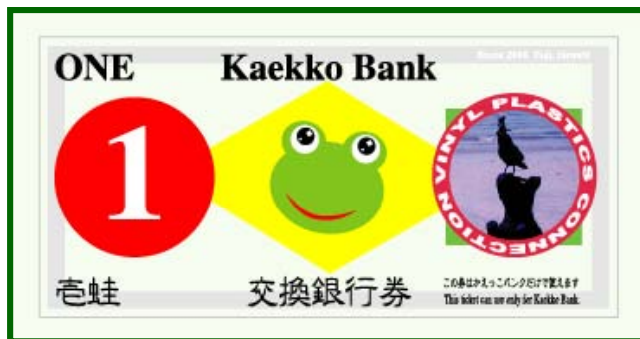 ONE
Kaekko Bank
1
VINYL PLASTICS CONNECTION
壱蛙
交換銀行券
この券はかえっこバンクだけで使えます
This ticket can use only for Kaekko Bank.